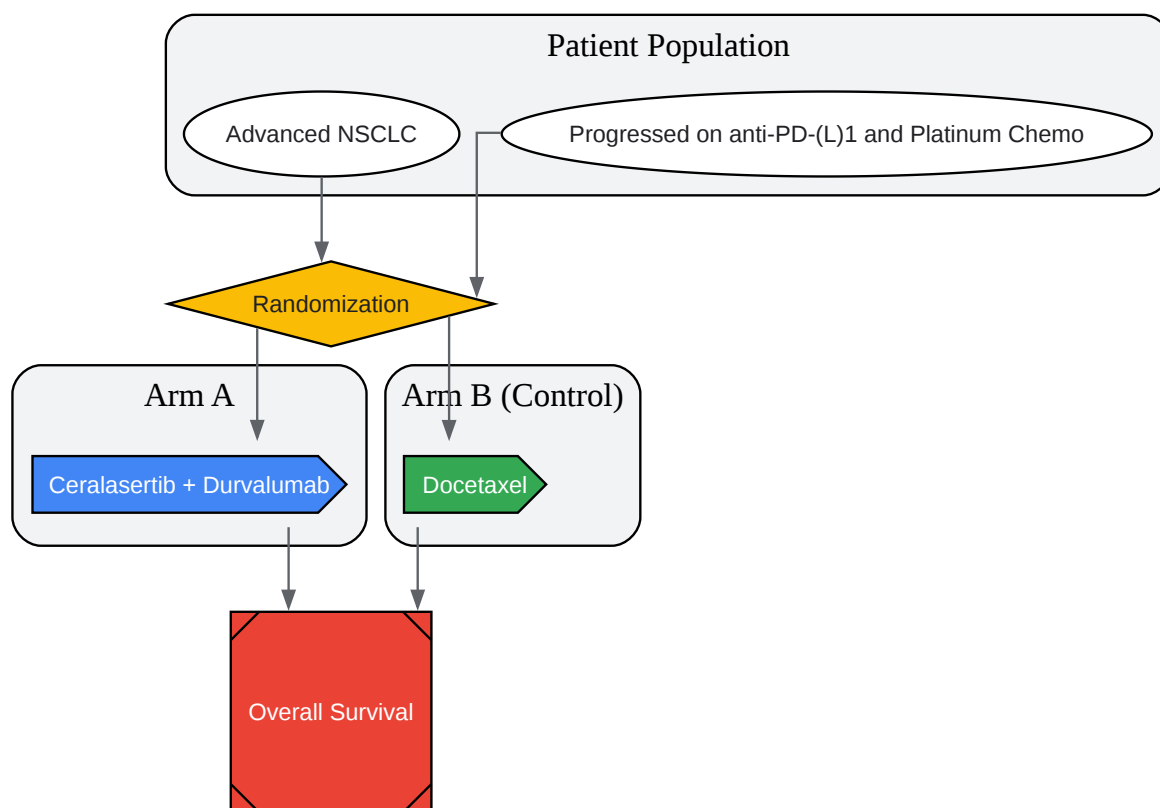 Patient Population
Advanced NSCLC
Progressed on anti-PD-(L)1 and Platinum Chemo
Randomization
Arm A
Arm B (Control)
Ceralasertib + Durvalumab
Docetaxel
Overall Survival